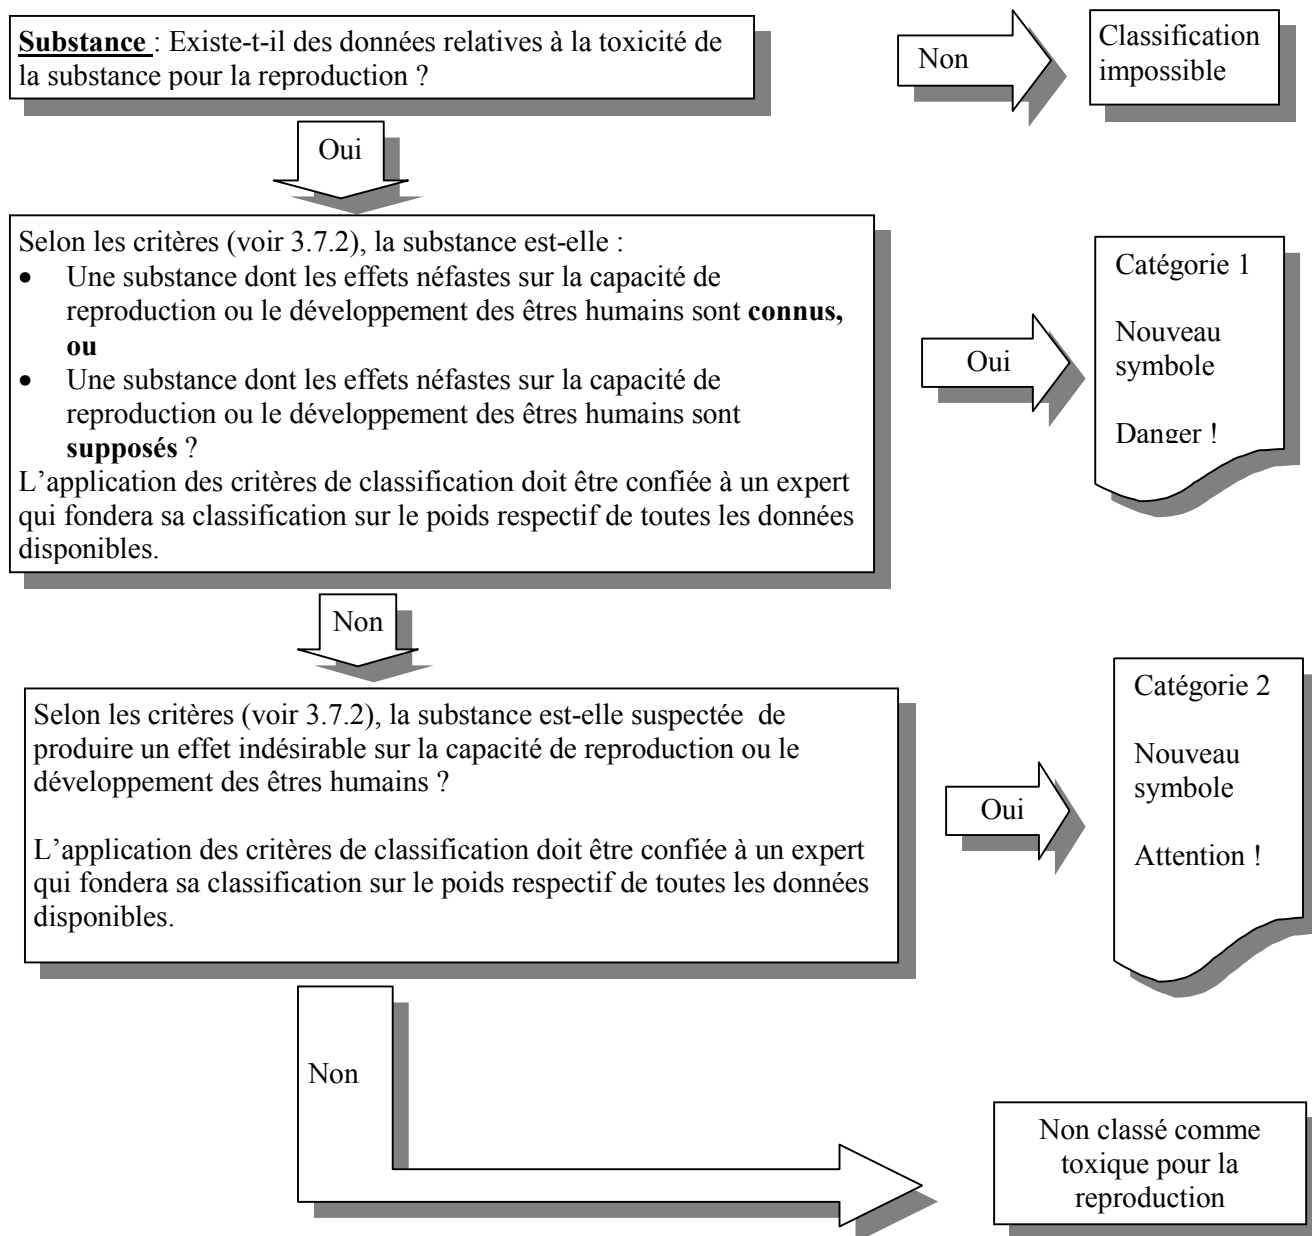 Substance : Existe-t-il des données relatives à la toxicité de
la substance pour la reproduction ?
Non
Classification
impossible
Oui
Selon les critères (voir 3.7.2), la substance est-elle :
• Une substance dont les effets néfastes sur la capacité de
reproduction ou le développement des êtres humains sont connus,
ou
• Une substance dont les effets néfastes sur la capacité de
reproduction ou le développement des êtres humains sont
supposés ?
L’application des critères de classification doit être confiée à un expert
qui fondera sa classification sur le poids respectif de toutes les données
disponibles.
Oui
Catégorie 1
Nouveau
symbole
Danger !
Non
Selon les critères (voir 3.7.2), la substance est-elle suspectée de
produire un effet indésirable sur la capacité de reproduction ou le
développement des êtres humains ?
L’application des critères de classification doit être confiée à un expert
qui fondera sa classification sur le poids respectif de toutes les données
disponibles.
Oui
Catégorie 2
Nouveau
symbole
Attention !
Non
Non classé comme
toxique pour la
reproduction